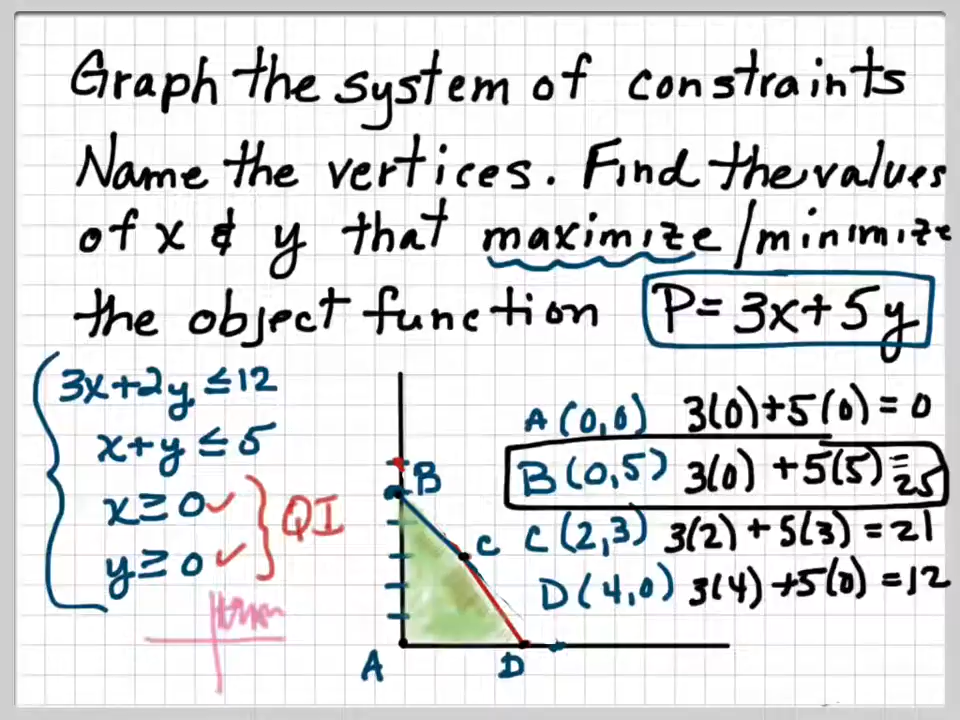 Graph the system of constraints
Name the vertices. Find the values
of x & y that maximize/minimize
the object function P=3x+5y
3x+2y≤12
x+y≤5
x≥0✓
y≥0✓
QI
A
B
C
D
A(0,0) 3(0)+5(0)=0
B(0,5) 3(0)+5(5)=25
C(2,3) 3(2)+5(3)=21
D(4,0) 3(4)+5(0)=12